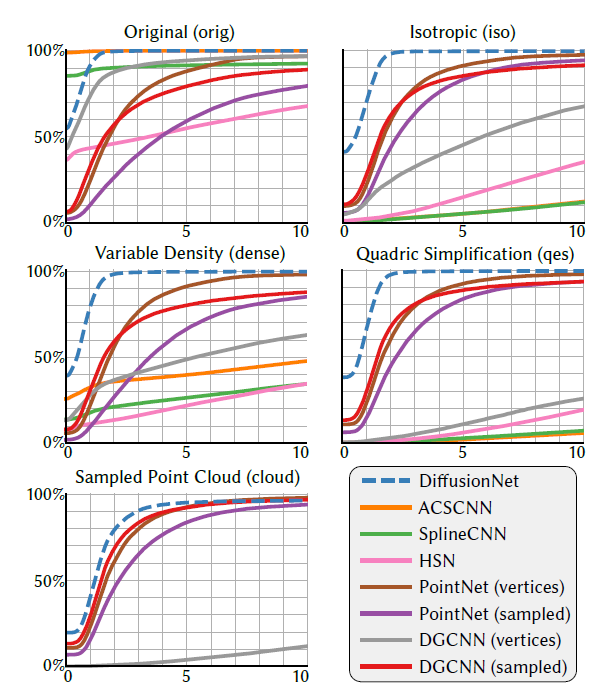 Original (orig)
Isotropic (iso)
100%
50%
0%
0
5
10
0
5
10
Variable Density (dense)
Quadric Simplification (qes)
100%
50%
0%
0
5
10
0
5
10
Sampled Point Cloud (cloud)
100%
50%
0%
0
5
10
DiffusionNet
ACSCNN
SplineCNN
HSN
PointNet (vertices)
PointNet (sampled)
DGCNN (vertices)
DGCNN (sampled)